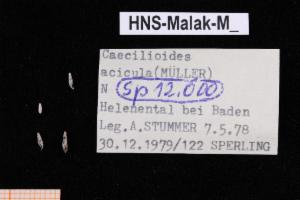 HNS-Malak-M_
Caecilioides
acicula (MÜLLER)
N Sp 12.000
Helenental bei Baden
Leg.A.STUMMER 7.5.78
30.12.1979/122 SPERLING